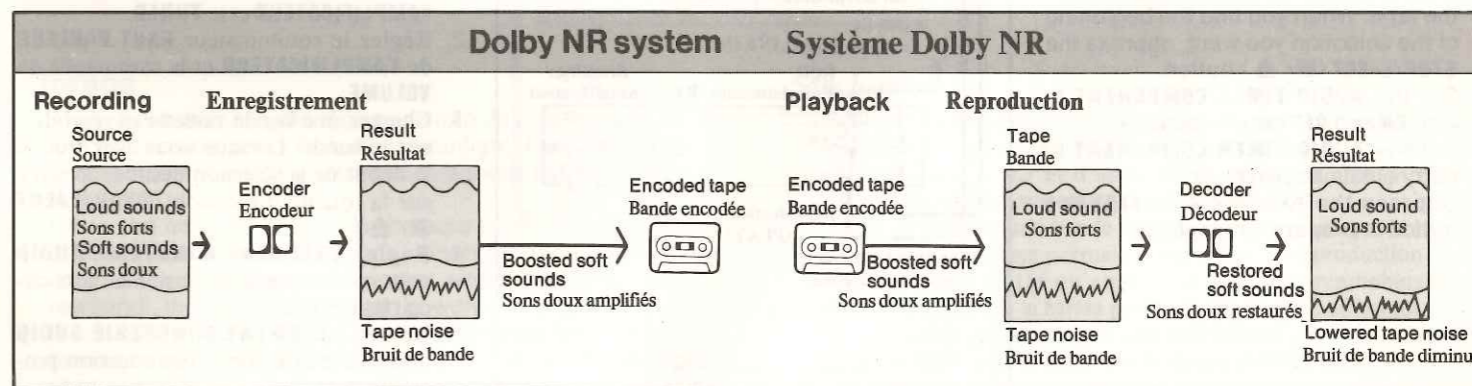 Dolby NR system Système Dolby NR
Recording Enregistrement
Source
Source
Loud sounds
Sons forts
Soft sounds
Sons doux
Encoder
Encodeur
Result
Résultat
Tape noise
Bruit de bande
Boosted soft
sounds
Sons doux amplifiés
Encoded tape
Bande encodée
Playback Reproduction
Encoded tape
Bande encodée
Boosted soft
sounds
Sons doux amplifiés
Tape
Bande
Loud sound
Sons forts
Tape noise
Bruit de bande
Decoder
Décodeur
Restored
soft sounds
Sons doux restaurés
Result
Résultat
Loud sound
Sons forts
Lowered tape noise
Bruit de bande diminu